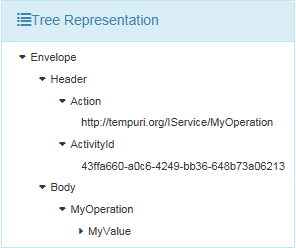 Tree Representation
Envelope
Header
Action
http://tempuri.org/IService/MyOperation
ActivityId
43ffa660-a0c6-4249-bb36-648b73a06213
Body
MyOperation
MyValue